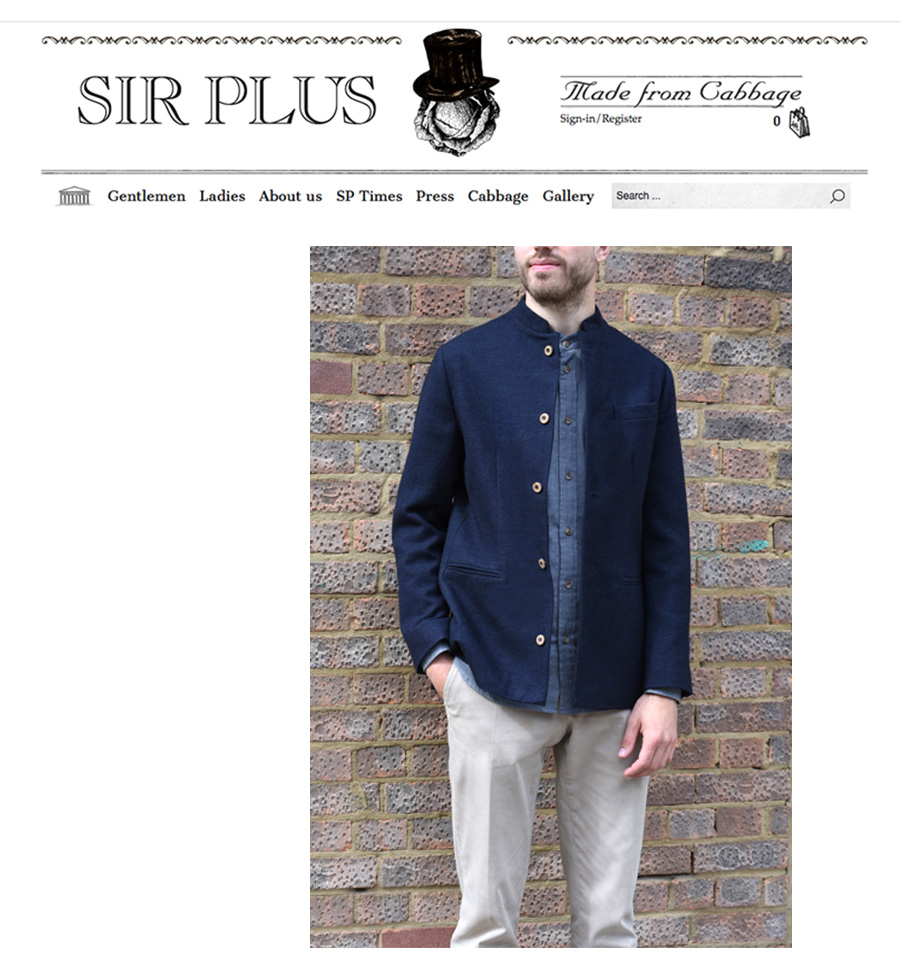 SIR PLUS
Made from Cabbage
Sign-in/Register
0
Gentlemen Ladies About us SP Times Press Cabbage Gallery Search ...